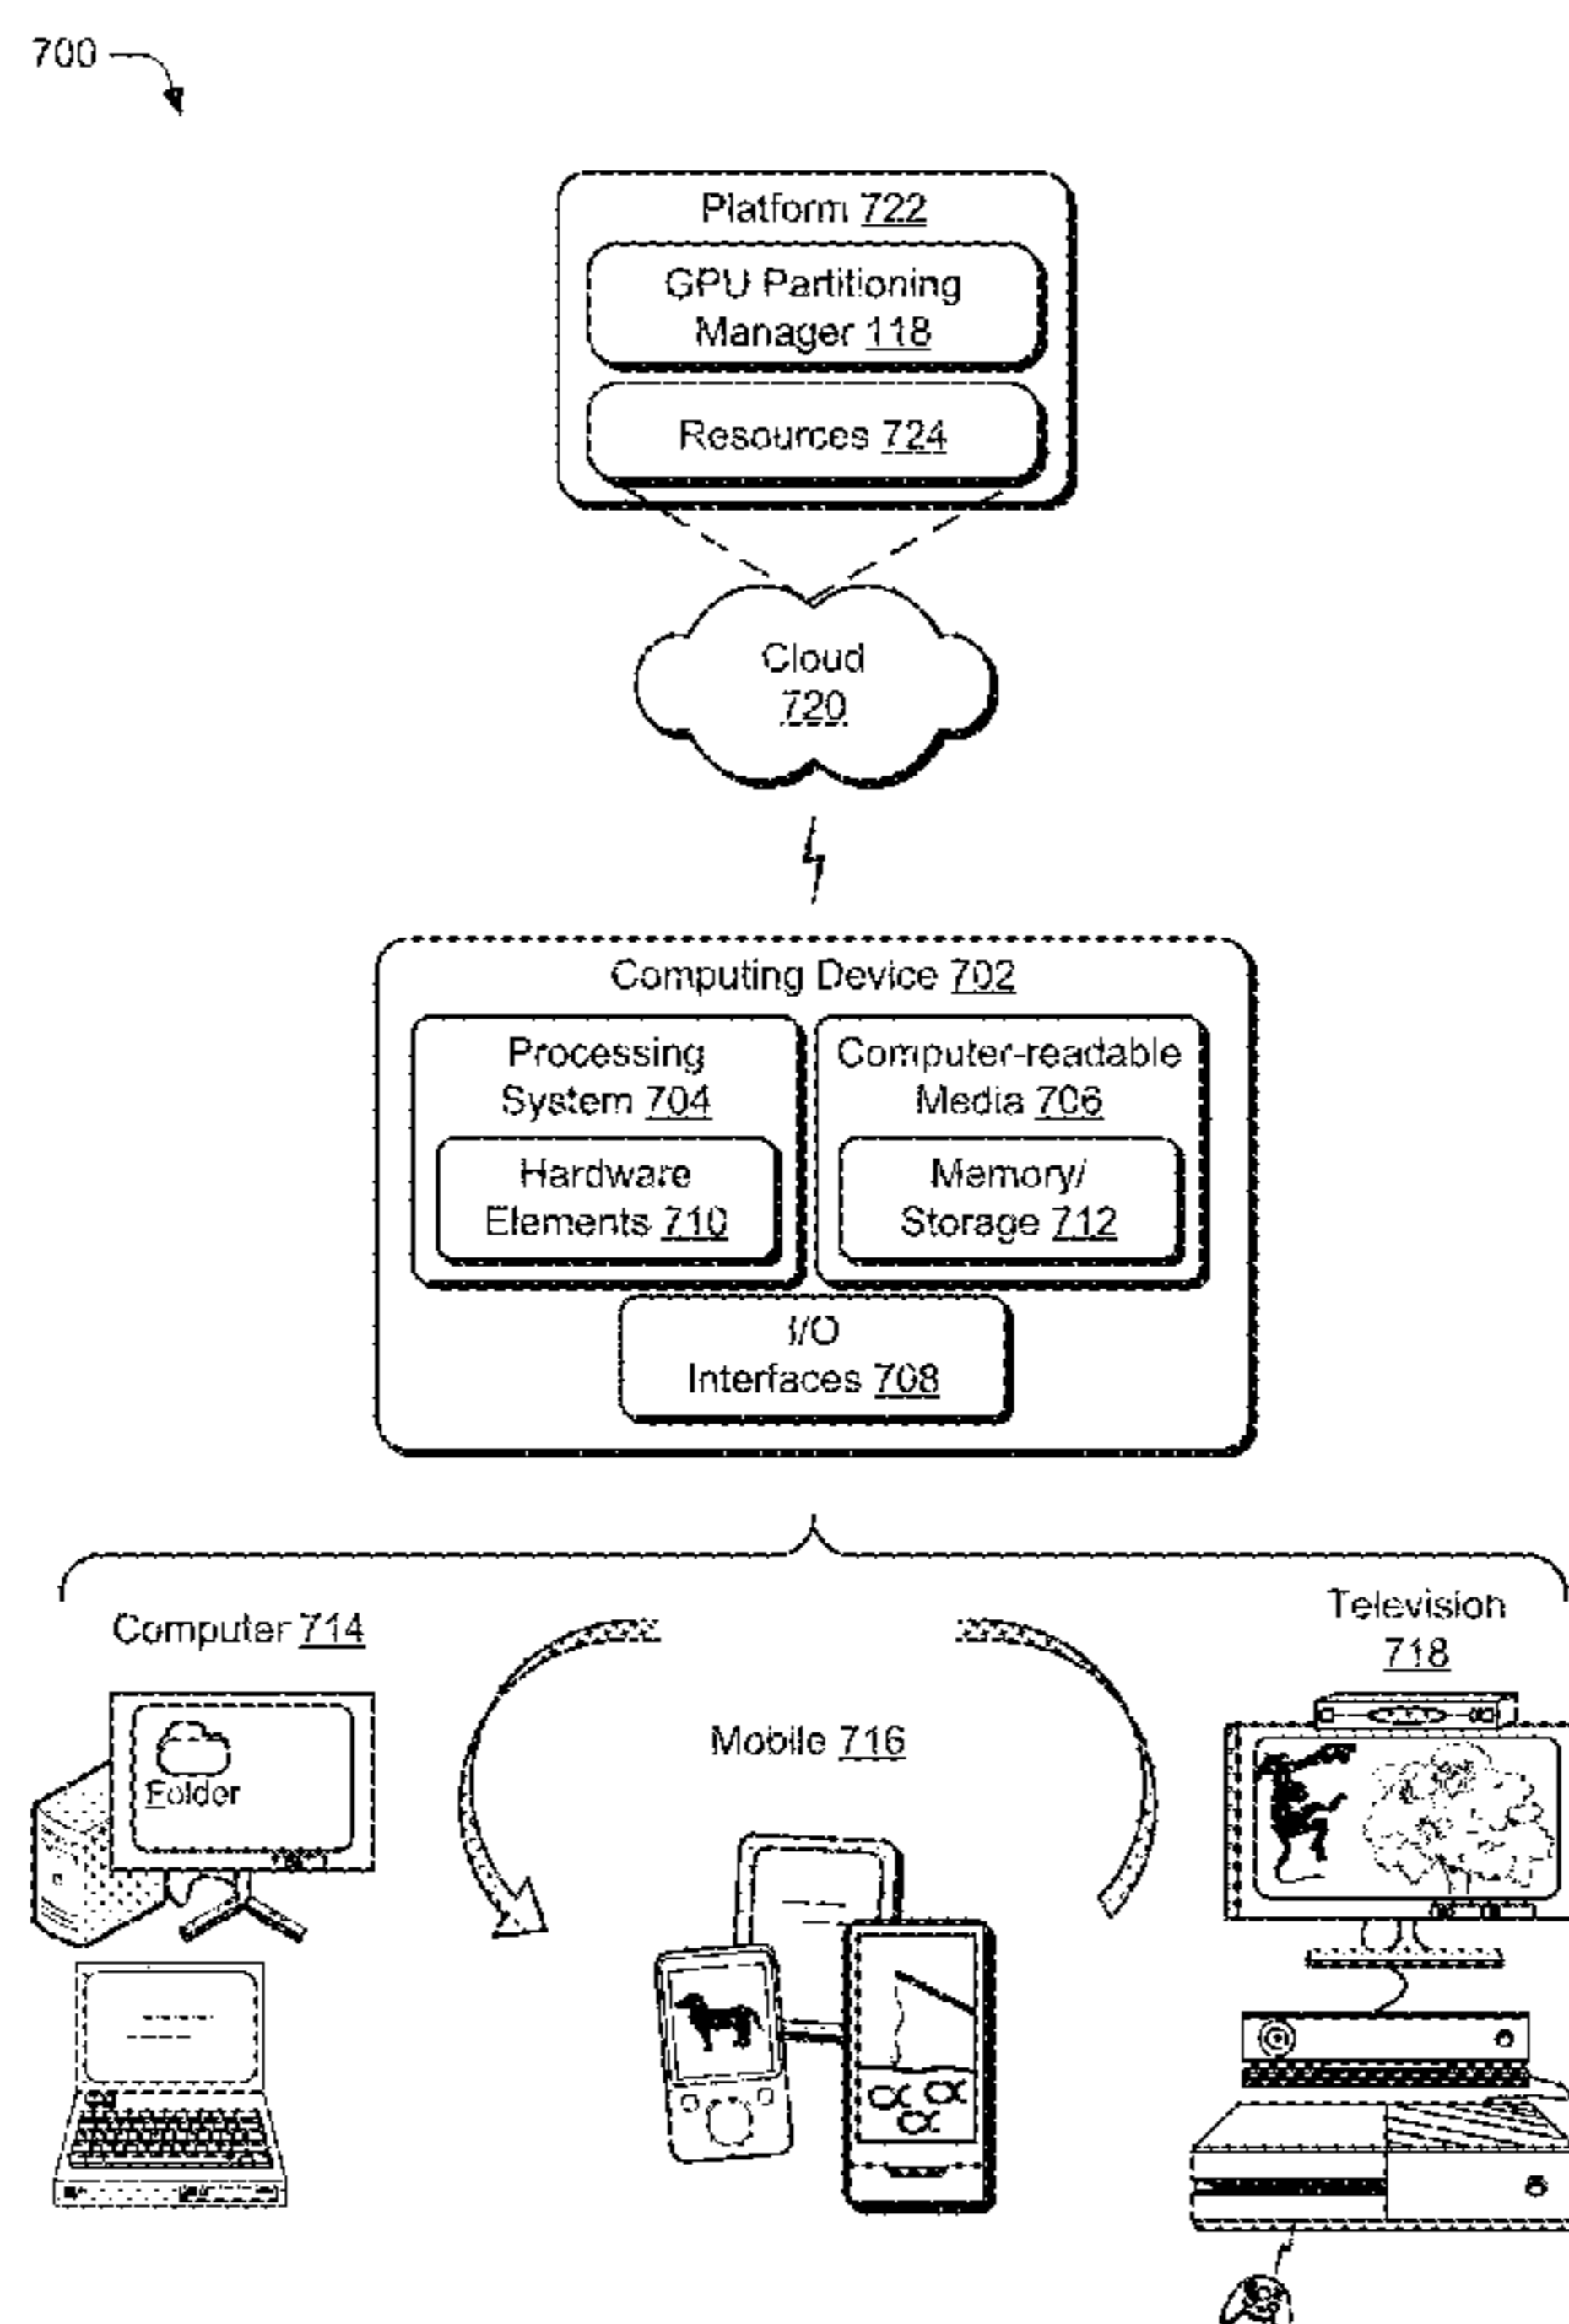 700
Platform 722
GPU Partitioning
Manager 118
Resources 724
Cloud
720
Computing Device 702
Processing
System 704
Hardware
Elements 710
Computer-readable
Media 706
Memory/
Storage 712
I/O
Interfaces 708
Computer 714
Folder
Mobile 716
Television
718